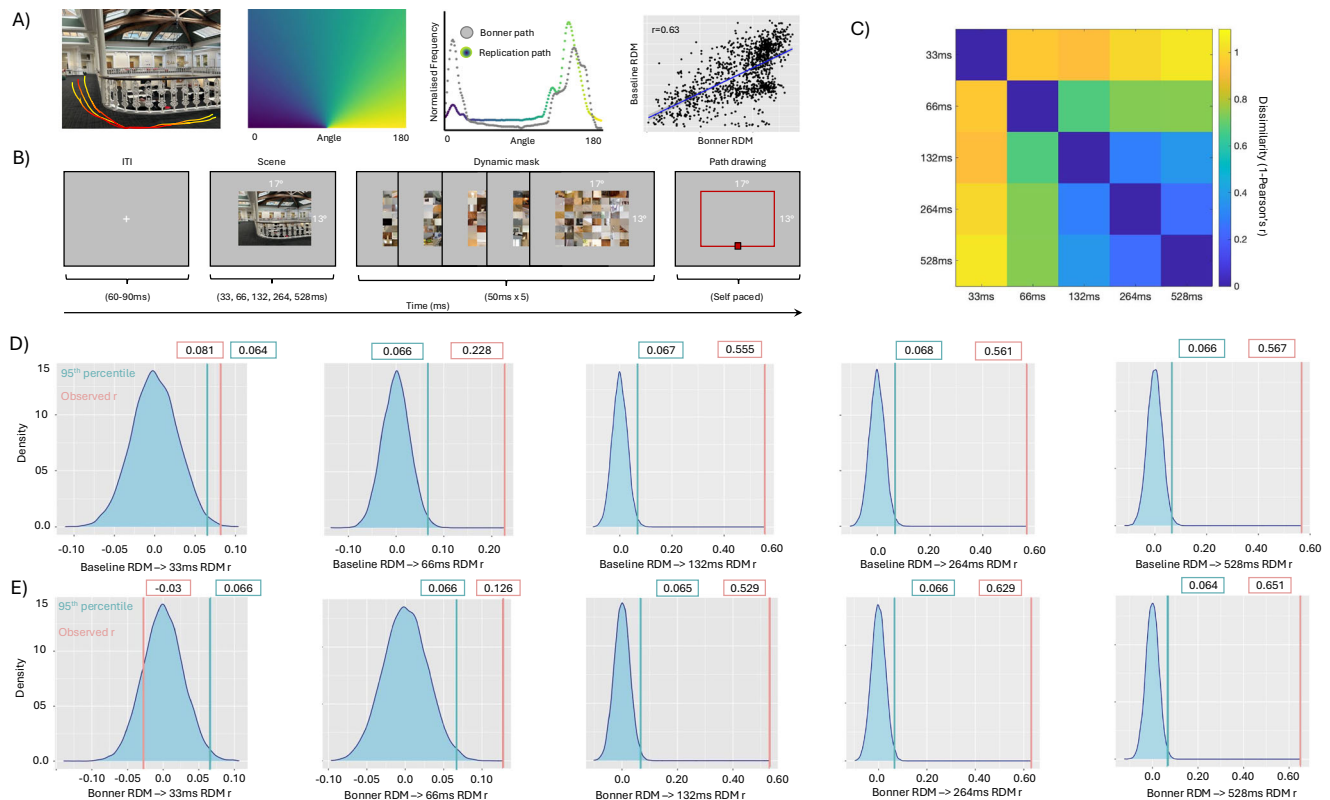 A)
Normalised Frequency
Bonner path
Replication path
0
Angle
180
0
Angle
180
r=0.63
Baseline RDM
Bonner RDM
B)
ITI
Scene
Dynamic mask
Path drawing
17°
13°
17°
13°
17°
13°
(60-90ms)
(33, 66, 132, 264, 528ms)
(50ms x 5)
(Self paced)
Time (ms)
C)
33ms
66ms
132ms
264ms
528ms
33ms
66ms
132ms
264ms
528ms
1
0.8
0.6
0.4
0.2
0
Dissimilarity (1-Pearson's r)
D)
0.081
0.064
95th percentile
Observed r
15
10
05
0.0
Density
-0.10
-0.05
0.0
0.05
0.10
Baseline RDM –> 33ms RDM r
0.066
0.228
-0.10
0.0
0.10
0.20
Baseline RDM –> 66ms RDM r
0.067
0.555
0.0
0.20
0.40
0.60
Baseline RDM –> 132ms RDM r
0.068
0.561
0.0
0.20
0.40
0.60
Baseline RDM –> 264ms RDM r
0.066
0.567
0.0
0.20
0.40
0.60
Baseline RDM –> 528ms RDM r
E)
-0.03
0.066
95th percentile
Observed r
15
10
05
0.0
Density
-0.10
-0.05
0.0
0.05
0.10
Bonner RDM –> 33ms RDM r
0.066
0.126
-0.10
-0.05
0.0
0.05
0.10
Bonner RDM –> 66ms RDM r
0.065
0.529
0.0
0.20
0.40
0.60
Bonner RDM –> 132ms RDM r
0.066
0.629
0.0
0.20
0.40
0.60
Bonner RDM –> 264ms RDM r
0.064
0.651
0.0
0.20
0.40
0.60
Bonner RDM –> 528ms RDM r